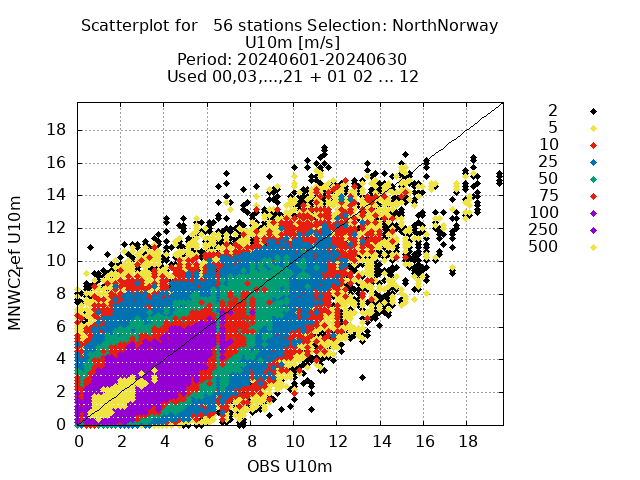 Scatterplot for   56 stations Selection: NorthNorway
U10m [m/s]
Period: 20240601-20240630
Used 00,03,...,21 + 01 02 ... 12
2
5
10
25
50
75
100
250
500
18
16
14
12
10
8
6
4
2
0
MNWC2ref U10m
0 2 4 6 8 10 12 14 16 18
OBS U10m